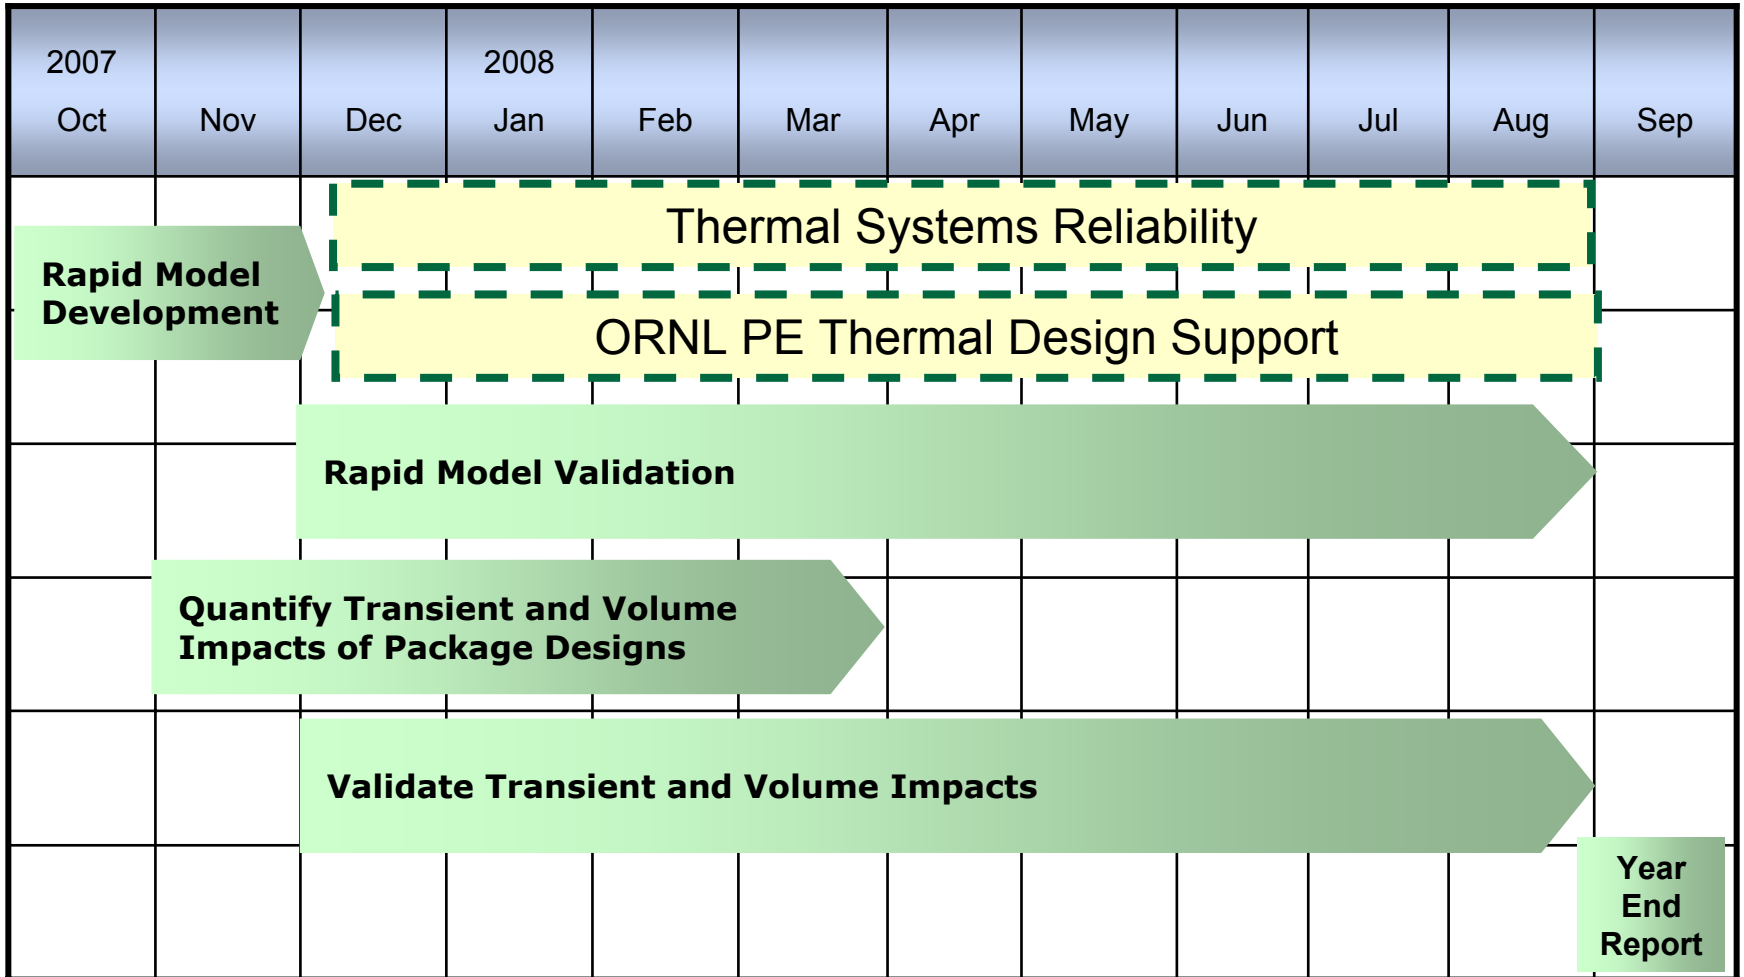 2007
2008
Oct
Nov
Dec
Jan
Feb
Mar
Apr
May
Jun
Jul
Aug
Sep
Thermal Systems Reliability
Rapid Model
Development
ORNL PE Thermal Design Support
Rapid Model Validation
Quantify Transient and Volume
Impacts of Package Designs
Validate Transient and Volume Impacts
Year
End
Report